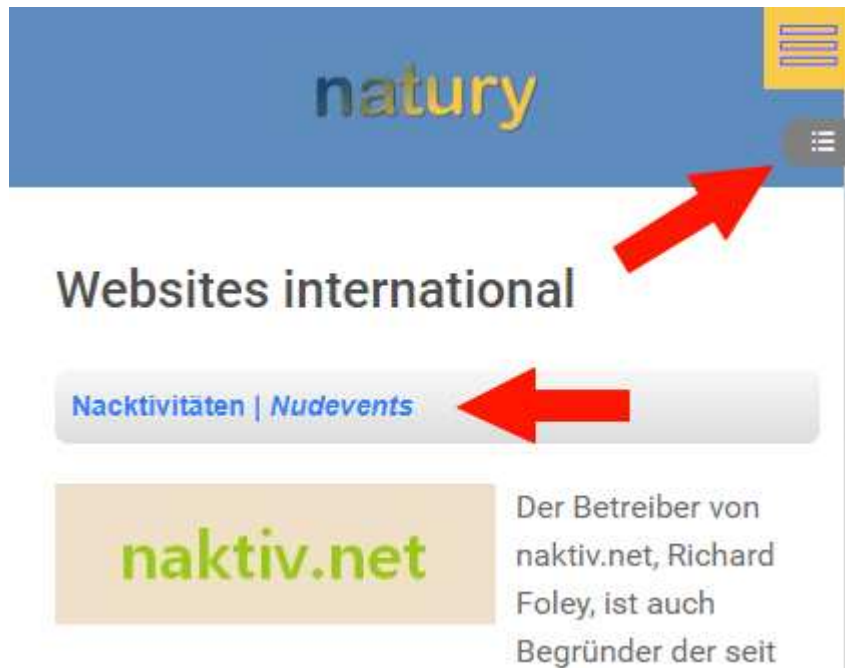 natury
Websites international
Nacktivitäten | Nudevents
naktiv.net
Der Betreiber von
naktiv.net, Richard
Foley, ist auch
Begründer der seit